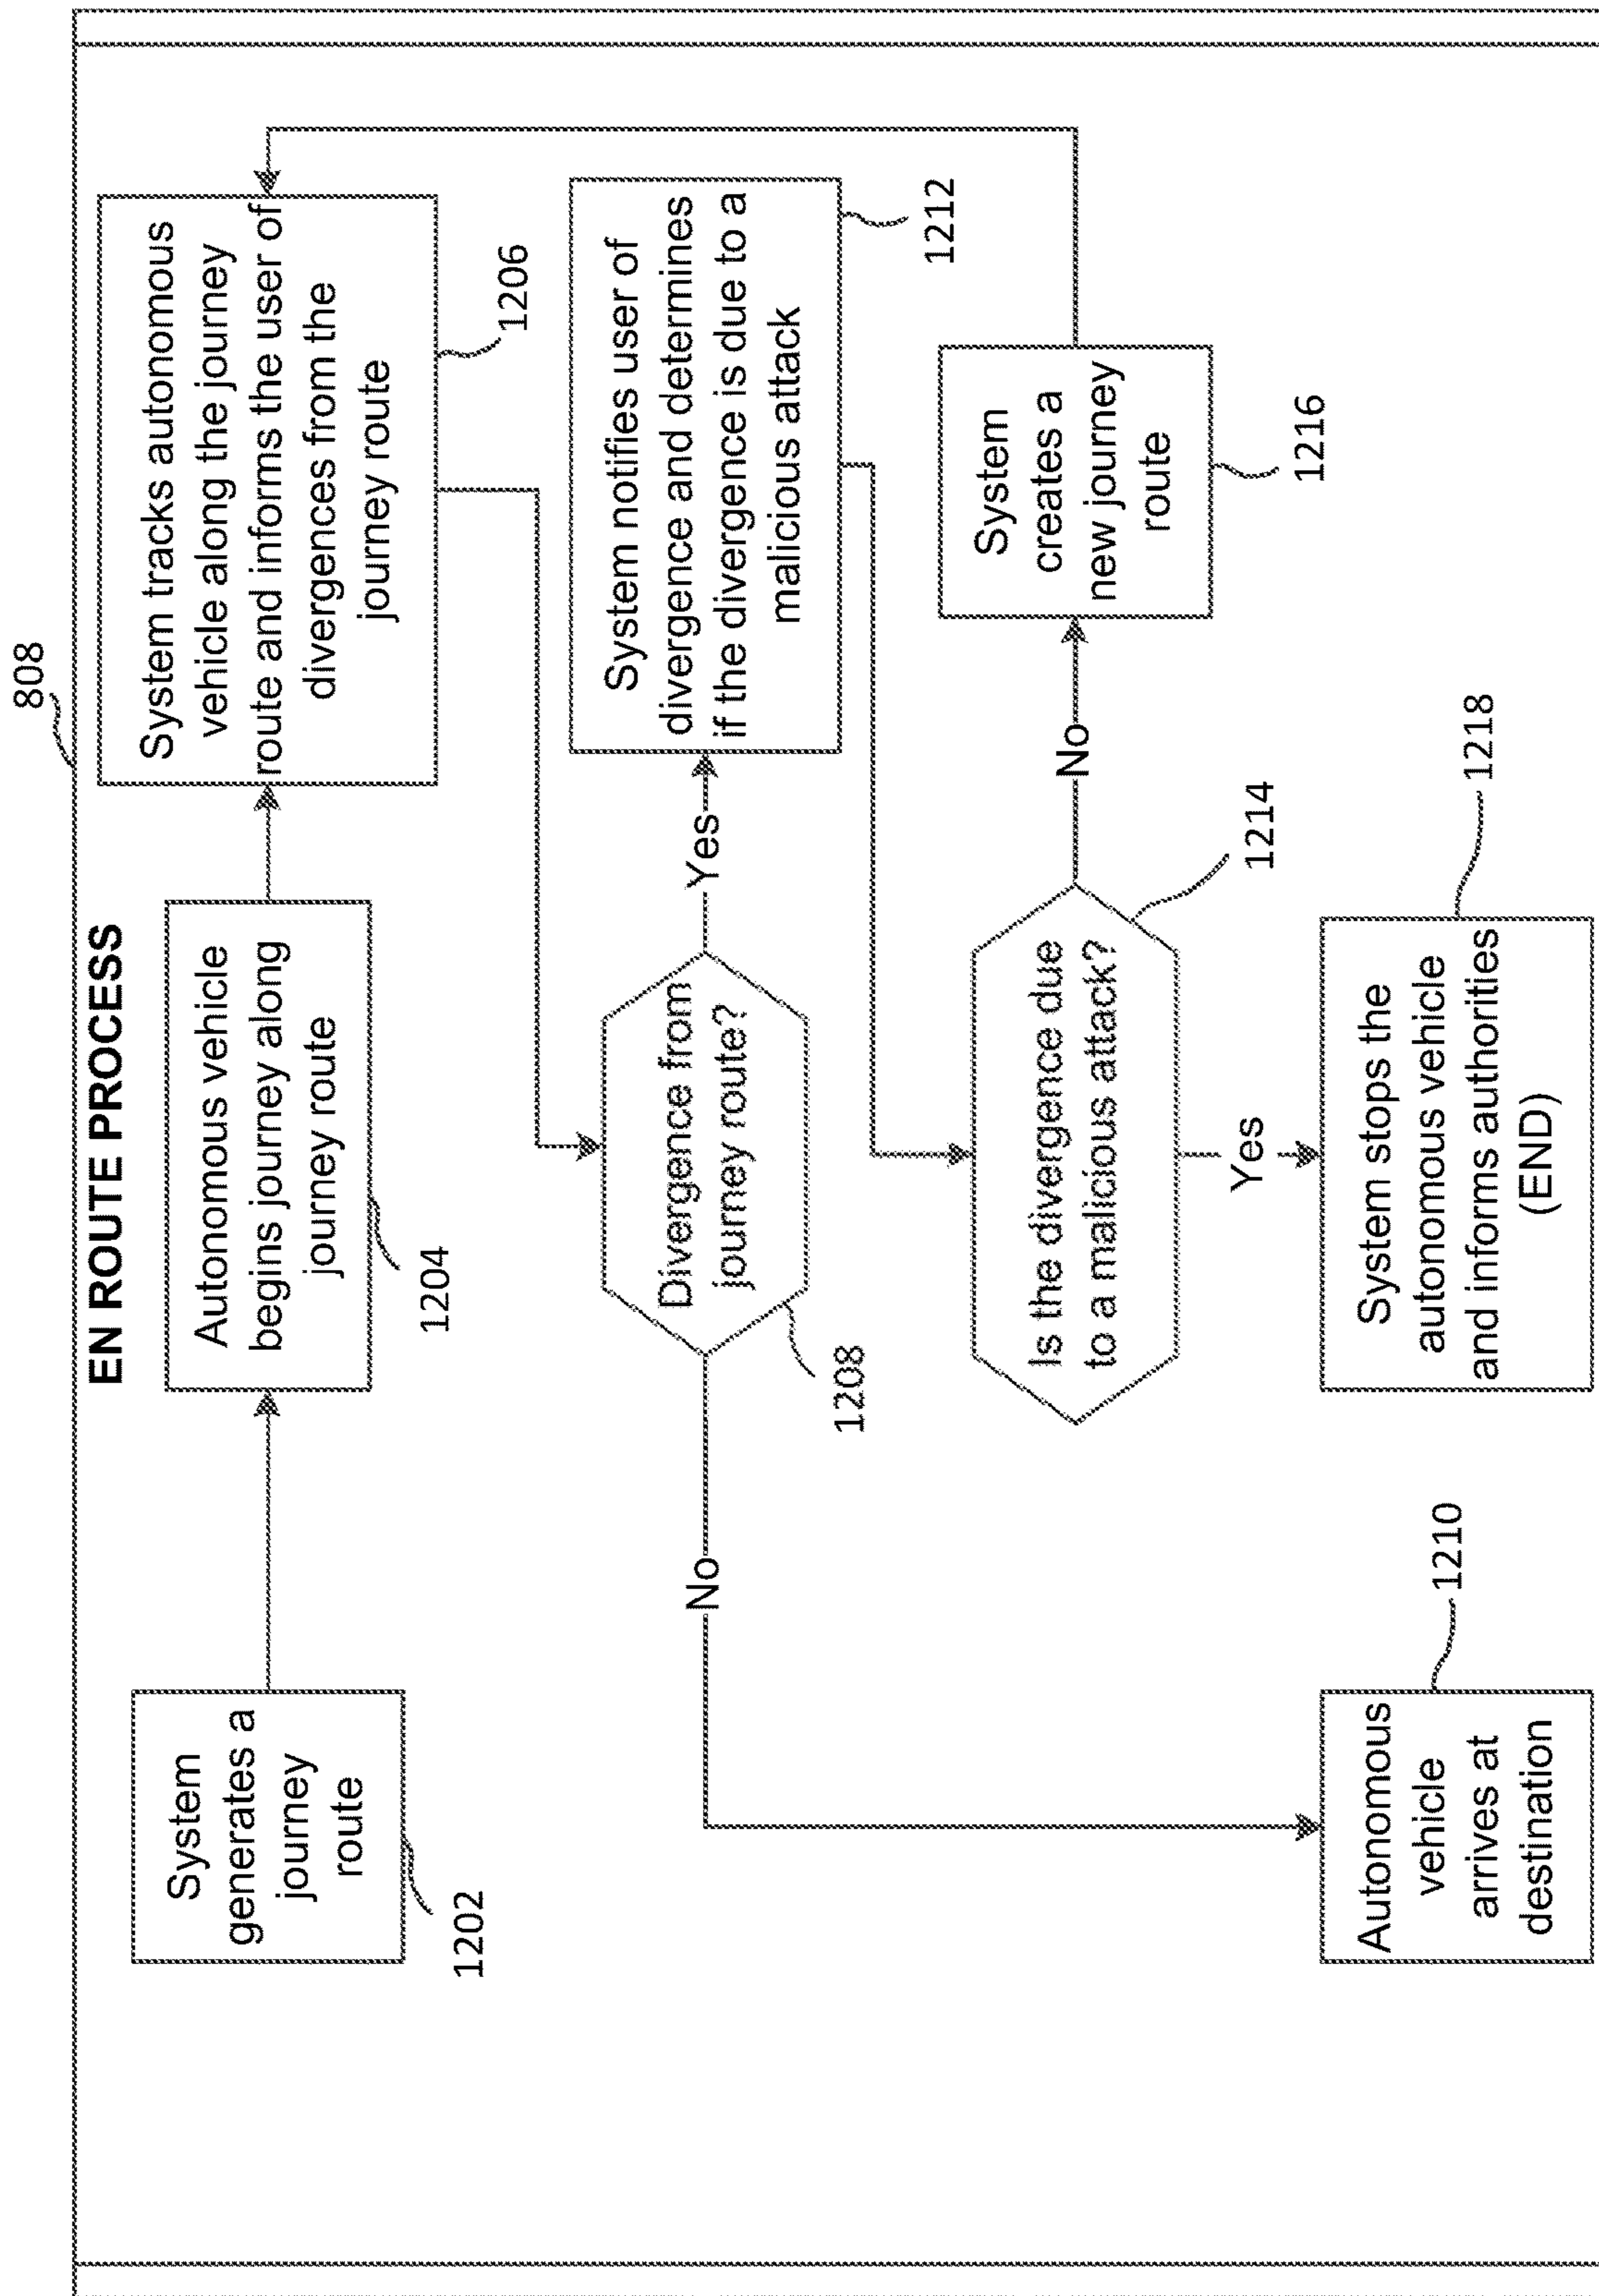 808
EN ROUTE PROCESS
System
generates a
journey
route
1202
Autonomous vehicle
begins journey along
journey route
1204
System tracks autonomous
vehicle along the journey
route and informs the user of
divergences from the
journey route
1206
Divergence from
journey route?
1208
No
Yes
System notifies user of
divergence and determines
if the divergence is due to a
malicious attack
1212
Is the divergence due
to a malicious attack?
1214
No
System
creates a
new journey
route
1216
Yes
Autonomous
vehicle
arrives at
destination
1210
System stops the
autonomous vehicle
and informs authorities
(END)
1218